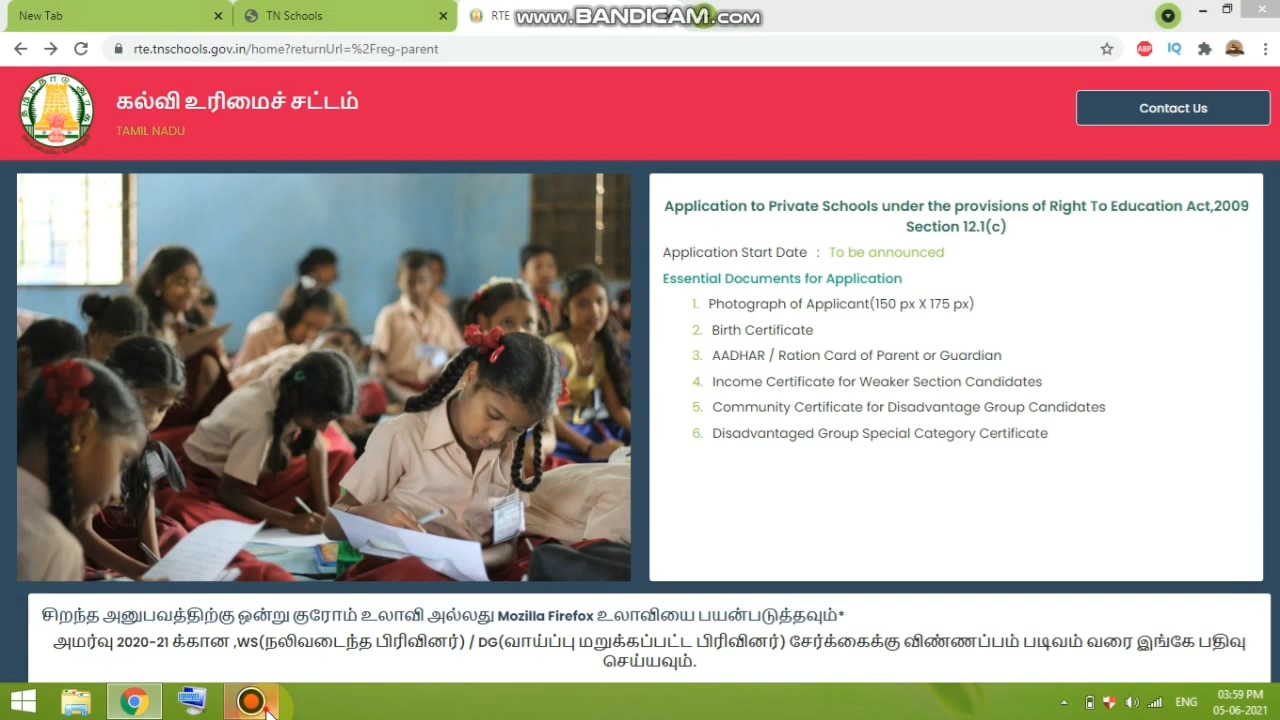 New Tab
TN Schools
RTE
www.BANDICAM.com
rte.tnschools.gov.in/home?returnUrl=%2Freg-parent
ABP
IQ
கல்வி உரிமைச் சட்டம்
TAMIL NADU
Contact Us
Application to Private Schools under the provisions of Right To Education Act,2009
Section 12.1(c)
Application Start Date : To be announced
Essential Documents for Application
1. Photograph of Applicant(150 px X 175 px)
2. Birth Certificate
3. AADHAR / Ration Card of Parent or Guardian
4. Income Certificate for Weaker Section Candidates
5. Community Certificate for Disadvantage Group Candidates
6. Disadvantaged Group Special Category Certificate
சிறந்த அனுபவத்திற்கு ஒன்று குரோம் உலாவி அல்லது Mozilla Firefox உலாவியை பயன்படுத்தவும்*
அமர்வு 2020-21 க்கான ,WS(நலிவடைந்த பிரிவினர்) / DG(வாய்ப்பு மறுக்கப்பட்ட பிரிவினர்) சேர்க்கைக்கு விண்ணப்பம் படிவம் வரை இங்கே பதிவு
செய்யவும்.
ENG
03:59 PM
05-06-2021